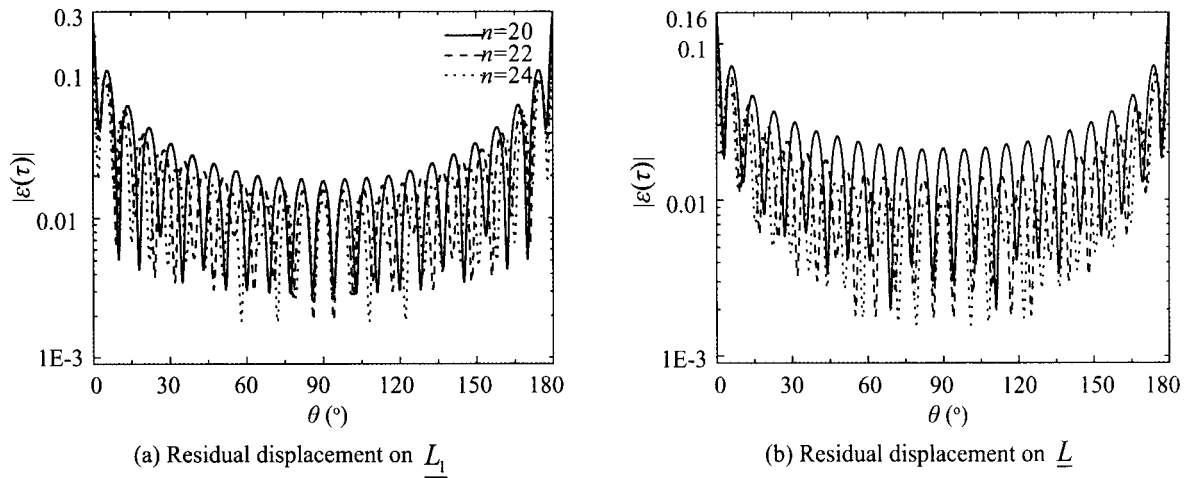 0.3
0.1
0.01
1E-3
|ε(τ)|
n=20
n=22
n=24
0 30 60 90 120 150 180
θ (°)
(a) Residual displacement on L₁
0.16
0.1
0.01
1E-3
|ε(τ)|
0 30 60 90 120 150 180
θ (°)
(b) Residual displacement on L